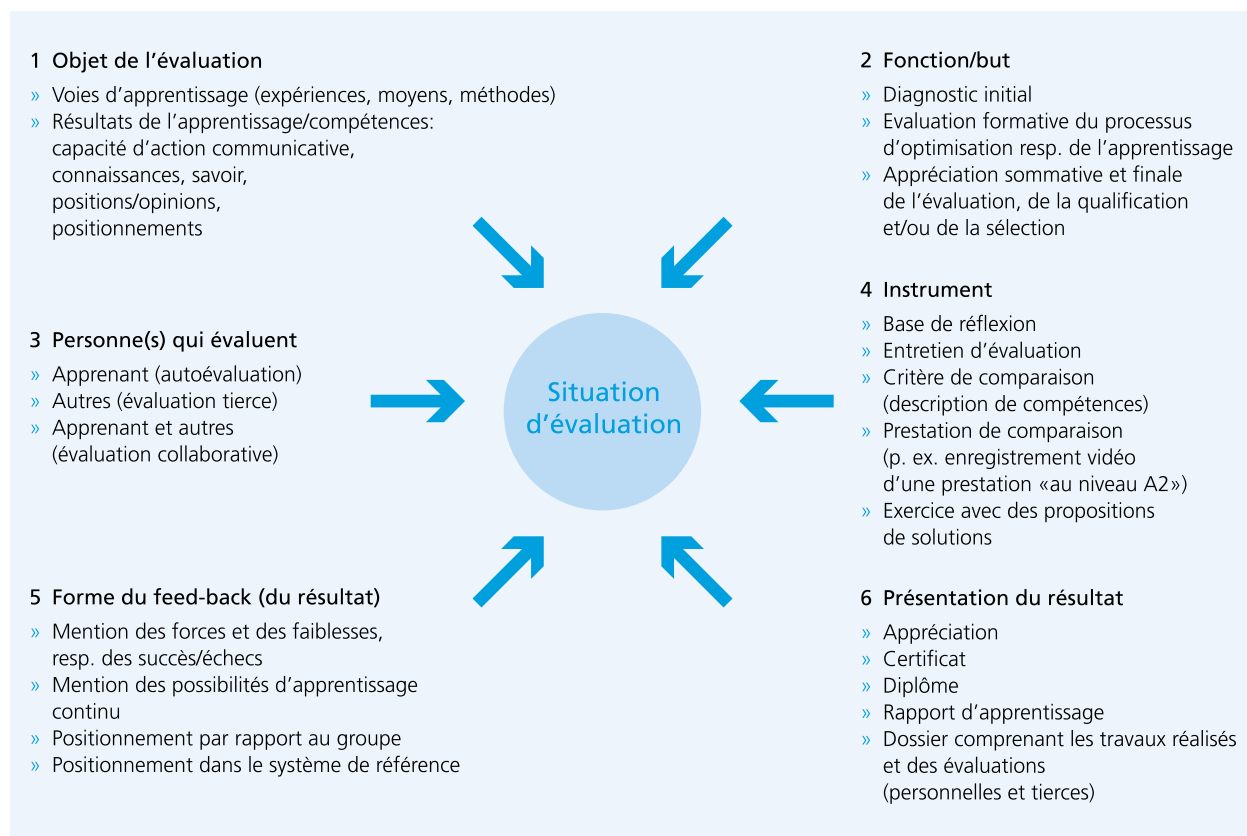 1 Objet de l’évaluation
» Voies d’apprentissage (expériences, moyens, méthodes)
» Résultats de l’apprentissage/compétences:
capacité d’action communicative,
connaissances, savoir,
positions/opinions,
positionnements
2 Fonction/but
» Diagnostic initial
» Evaluation formative du processus
d’optimisation resp. de l’apprentissage
» Appréciation sommative et finale
de l’évaluation, de la qualification
et/ou de la sélection
3 Personne(s) qui évaluent
» Apprenant (autoévaluation)
» Autres (évaluation tierce)
» Apprenant et autres
(évaluation collaborative)
Situation
d’évaluation
4 Instrument
» Base de réflexion
» Entretien d’évaluation
» Critère de comparaison
(description de compétences)
» Prestation de comparaison
(p. ex. enregistrement vidéo
d’une prestation «au niveau A2»)
» Exercice avec des propositions
de solutions
5 Forme du feed-back (du résultat)
» Mention des forces et des faiblesses,
resp. des succès/échecs
» Mention des possibilités d’apprentissage
continu
» Positionnement par rapport au groupe
» Positionnement dans le système de référence
6 Présentation du résultat
» Appréciation
» Certificat
» Diplôme
» Rapport d’apprentissage
» Dossier comprenant les travaux réalisés
et des évaluations
(personnelles et tierces)